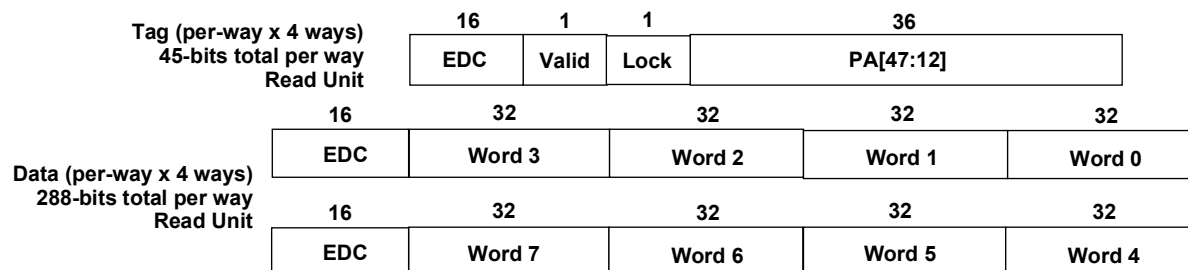 16 1 1 36
Tag (per-way x 4 ways)
45-bits total per way
Read Unit
EDC Valid Lock PA[47:12]
16 32 32 32 32
EDC Word 3 Word 2 Word 1 Word 0
Data (per-way x 4 ways)
288-bits total per way
Read Unit
16 32 32 32 32
EDC Word 7 Word 6 Word 5 Word 4